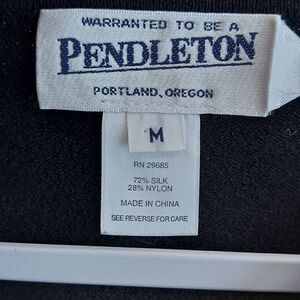 WARRANTED TO BE A
PENDLETON
PORTLAND, OREGON
M
RN 29685
72% SILK
28% NYLON
MADE IN CHINA
SEE REVERSE FOR CARE